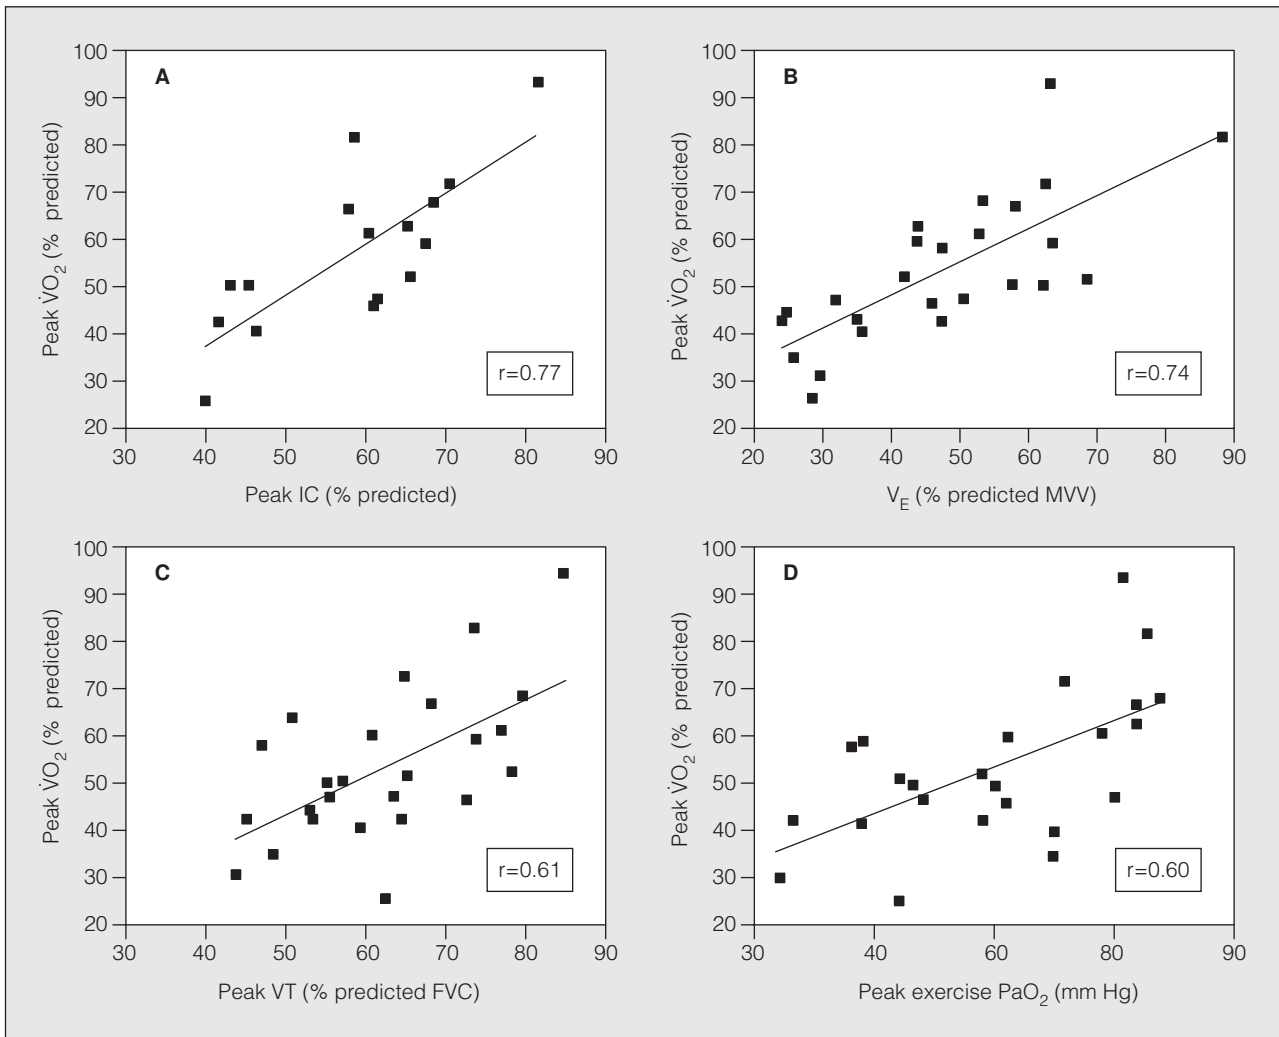 A
Peak V̇O2 (% predicted)
100
90
80
70
60
50
40
30
20
30 40 50 60 70 80 90
Peak IC (% predicted)
r=0.77
B
Peak V̇O2 (% predicted)
100
90
80
70
60
50
40
30
20
20 30 40 50 60 70 80 90
VE (% predicted MVV)
r=0.74
C
Peak V̇O2 (% predicted)
100
90
80
70
60
50
40
30
20
30 40 50 60 70 80 90
Peak VT (% predicted FVC)
r=0.61
D
Peak V̇O2 (% predicted)
100
90
80
70
60
50
40
30
20
30 40 60 80 90
Peak exercise PaO2 (mm Hg)
r=0.60